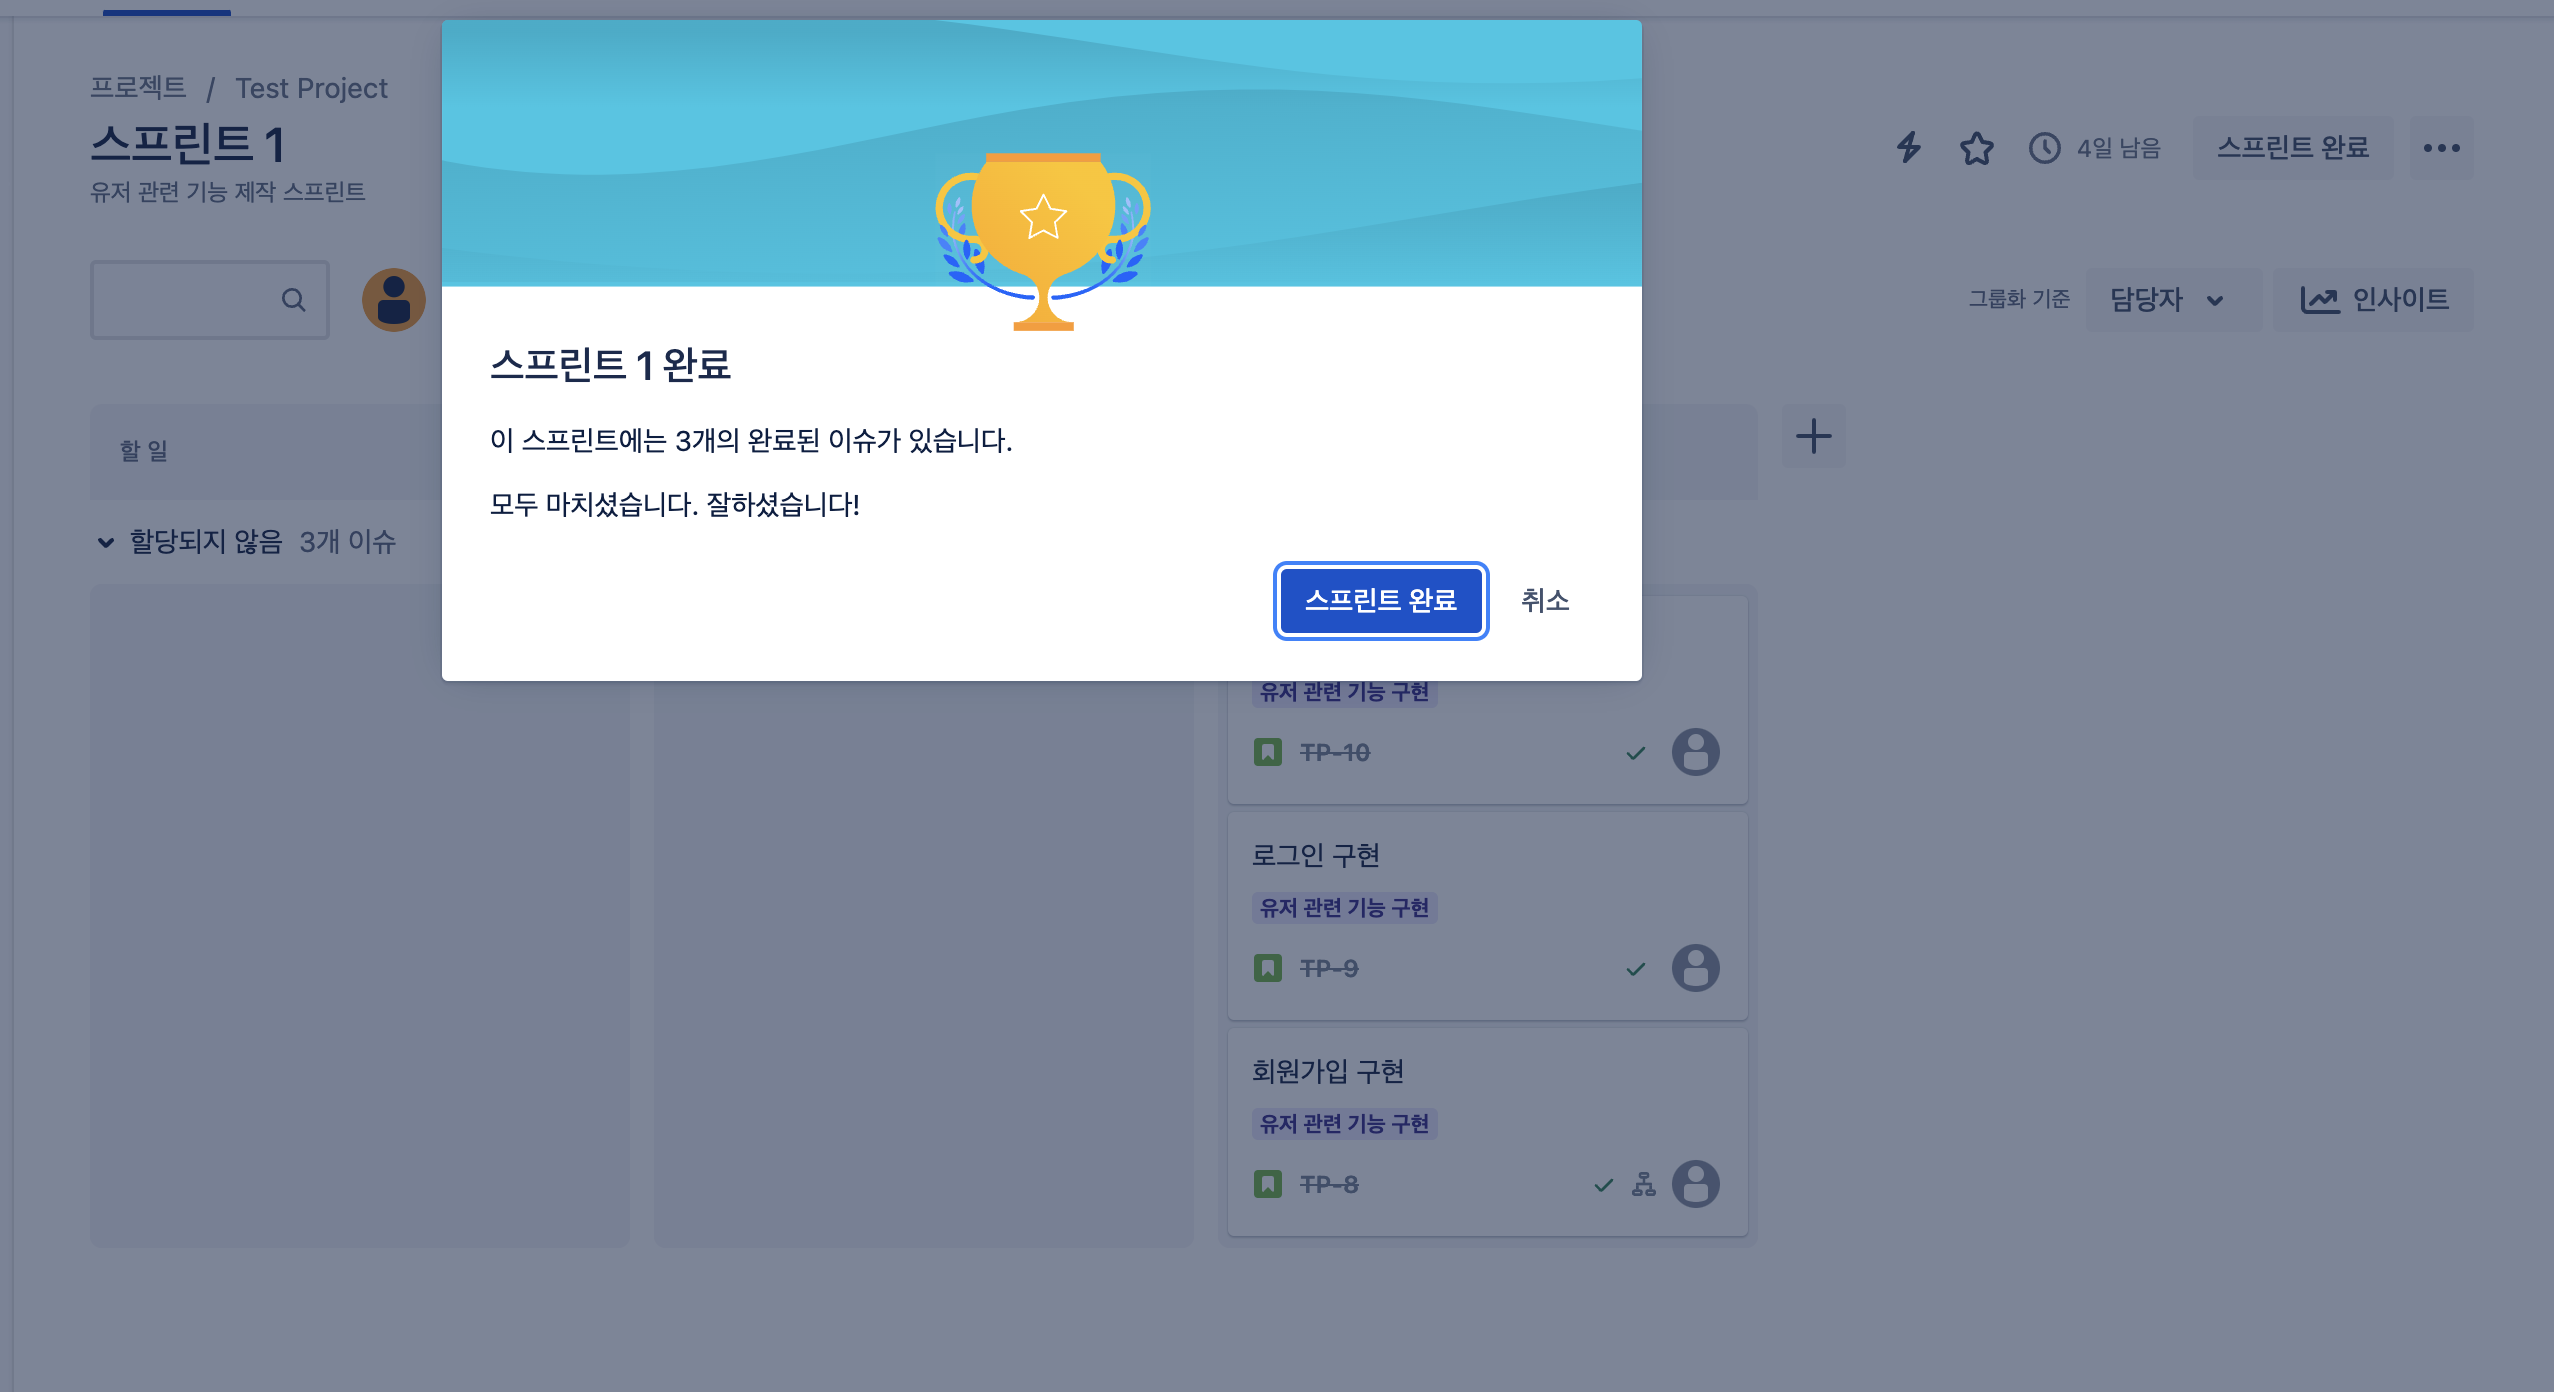 프로젝트 / Test Project
스프린트 1
유저 관련 기능 제작 스프린트
4일 남음
스프린트 완료
그룹화 기준
담당자
인사이트
할 일
할당되지 않음 3개 이슈
스프린트 1 완료
이 스프린트에는 3개의 완료된 이슈가 있습니다.
모두 마치셨습니다. 잘하셨습니다!
스프린트 완료
취소
유저 관련 기능 구현
TP-10
로그인 구현
유저 관련 기능 구현
TP-9
회원가입 구현
유저 관련 기능 구현
TP-8